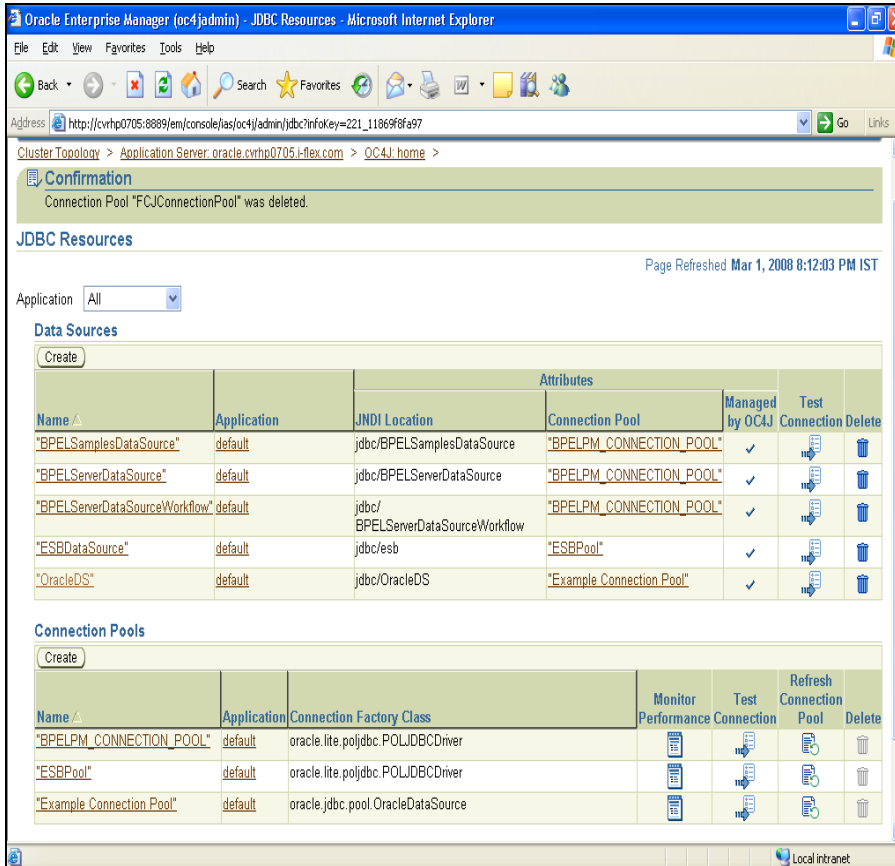 Oracle Enterprise Manager (oc4jadmin) - JDBC Resources - Microsoft Internet Explorer
File Edit View Favorites Tools Help
Back Search Favorites
Address http://cvrhp0705:8889/em/console/ias/oc4j/admin/jdbc?infoKey=221_11869f8fa97 Go Links
Cluster Topology > Application Server: oracle.cvrhp0705.i-flex.com > OC4J: home >
Confirmation
Connection Pool "FCJConnectionPool" was deleted.
JDBC Resources
Page Refreshed Mar 1, 2008 8:12:03 PM IST
Application All
Data Sources
Create
Attributes
Name Application JNDI Location Connection Pool Managed by OC4J Test Connection Delete
"BPELSamplesDataSource" default jdbc/BPELSamplesDataSource "BPELPM_CONNECTION_POOL"
"BPELServerDataSource" default jdbc/BPELServerDataSource "BPELPM_CONNECTION_POOL"
"BPELServerDataSourceWorkflow" default jdbc/ "BPELPM_CONNECTION_POOL"
BPELServerDataSourceWorkflow
"ESBDataSource" default jdbc/esb "ESBPool"
"OracleDS" default jdbc/OracleDS "Example Connection Pool"
Connection Pools
Create
Name Application Connection Factory Class Monitor Performance Test Connection Refresh Connection Pool Delete
"BPELPM_CONNECTION_POOL" default oracle.lite.poljdbc.POLJDBCDriver
"ESBPool" default oracle.lite.poljdbc.POLJDBCDriver
"Example Connection Pool" default oracle.jdbc.pool.OracleDataSource
Local intranet